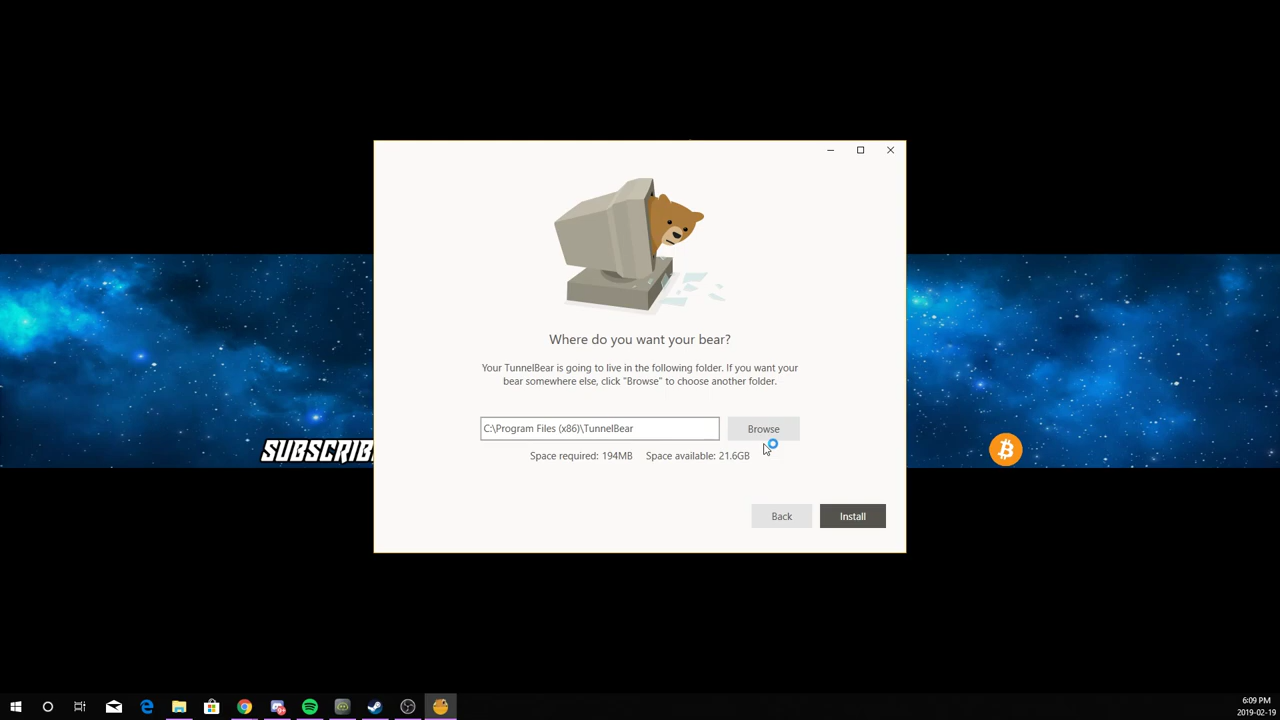 Where do you want your bear?
Your TunnelBear is going to live in the following folder. If you want your
bear somewhere else, click "Browse" to choose another folder.
C:\Program Files (x86)\TunnelBear
Browse
Space required: 194MB Space available: 21.6GB
SUBSCRIB
Back
Install
6:09 PM
2019-02-19